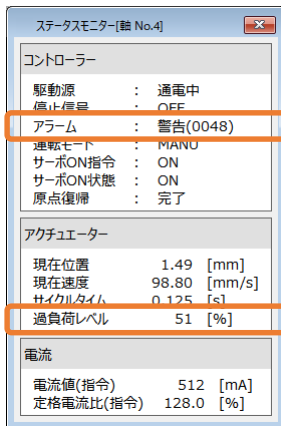 ステータスモニター[軸 No.4]
コントローラー
駆動源 : 通電中
停止信号 : OFF
アラーム : 警告(0048)
運転モード : MANU
サーボON指令 : ON
サーボON状態 : ON
原点復帰 : 完了
アクチュエーター
現在位置 1.49 [mm]
現在速度 98.80 [mm/s]
サイクルタイム 0.125 [s]
過負荷レベル 51 [%]
電流
電流値(指令) 512 [mA]
定格電流比(指令) 128.0 [%]